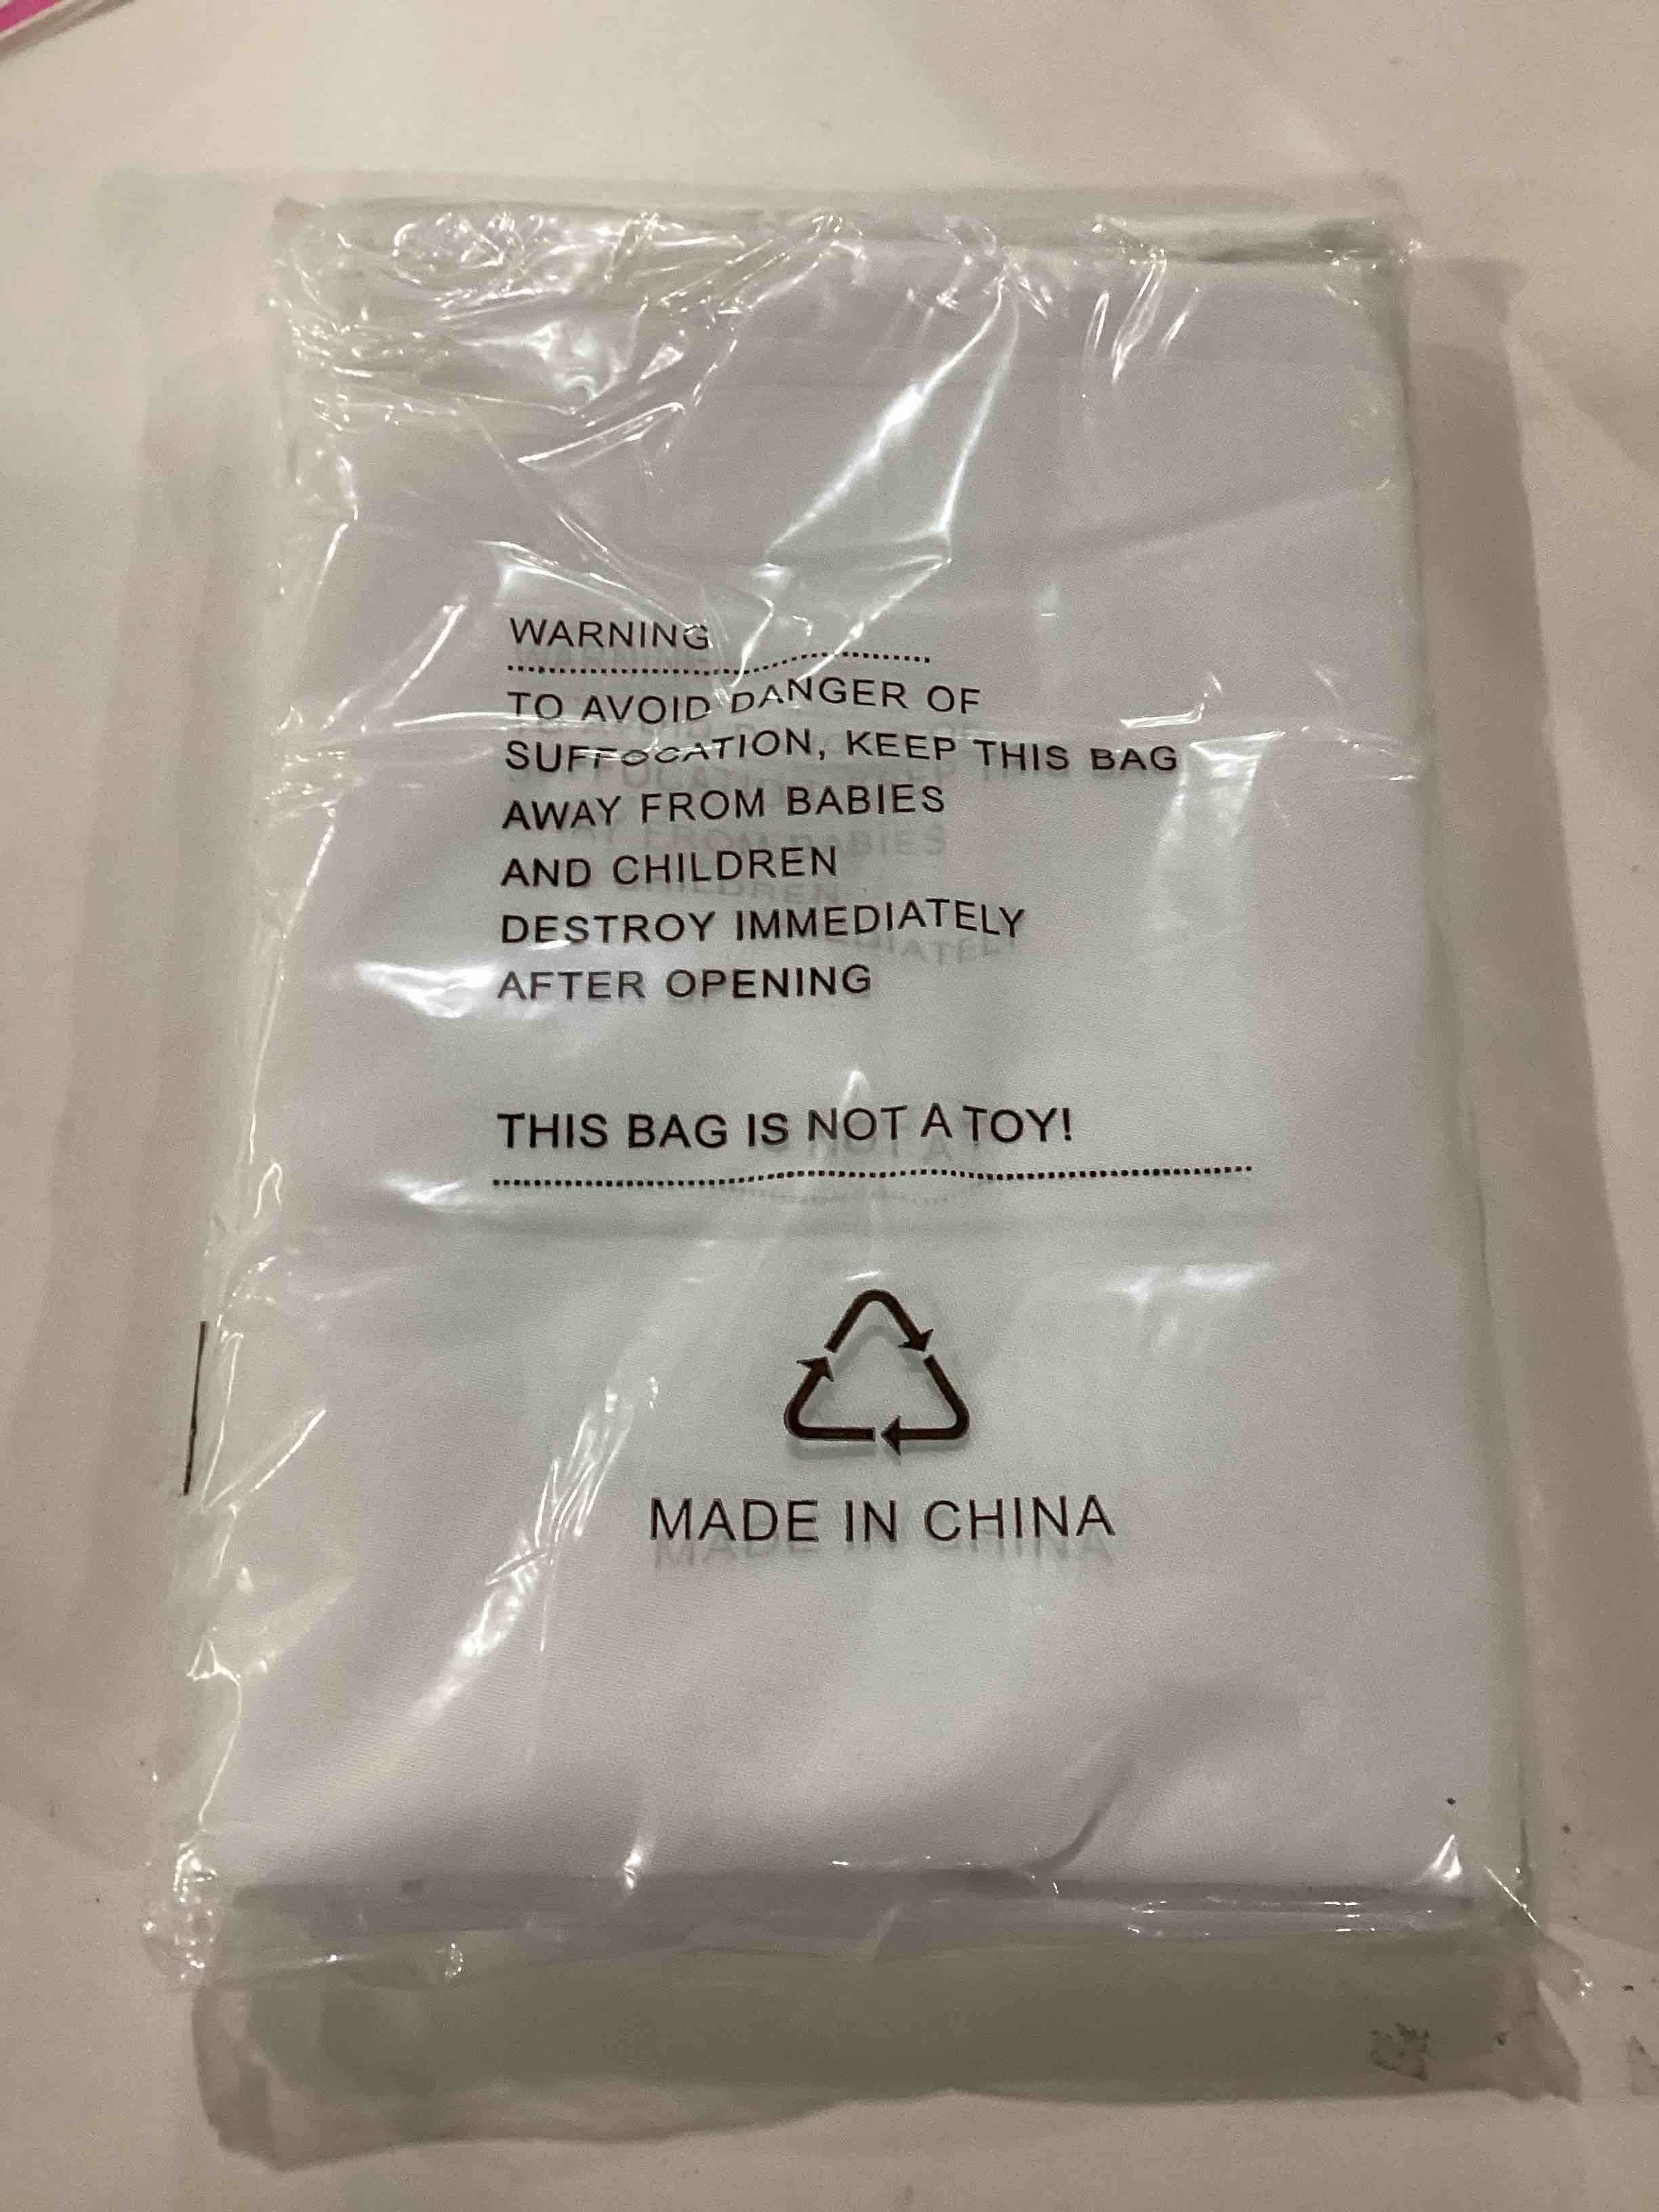 WARNING
TO AVOID DANGER OF
SUFFOCATION, KEEP THIS BAG
AWAY FROM BABIES
AND CHILDREN
DESTROY IMMEDIATELY
AFTER OPENING
THIS BAG IS NOT A TOY!
MADE IN CHINA